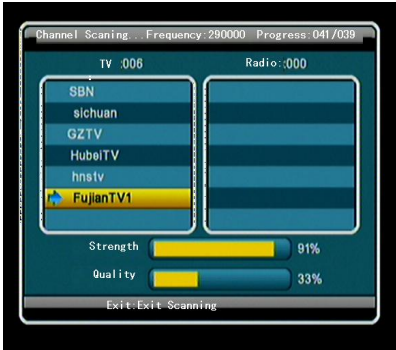 Channel Scaning...Frequency:290000 Progress:041/039
TV :006 Radio::000
SBN
sichuan
GZTV
HubeiTV
hnstv
FujianTV1
Strength 91%
Quality 33%
Exit:Exit Scanning